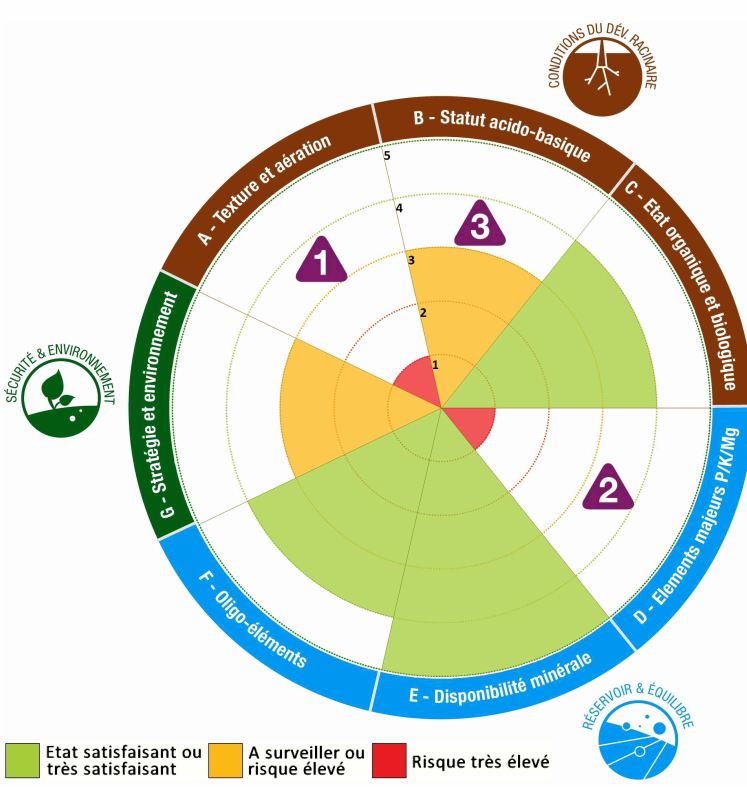 CONDITIONS DU DÉV. RACINAIRE
B - Statut acido-basique
A - Texture et aération
C - Etat organique et biologique
5
4
3
3
1
2
1
SÉCURITÉ & ENVIRONNEMENT
G - Stratégie et environnement
2
D - Elements majeurs P/K/Mg
F - Oligo-éléments
E - Disponibilité minérale
RÉSERVOIR & ÉQUILIBRE
Etat satisfaisant ou
très satisfaisant
A surveiller ou
risque élevé
Risque très élevé